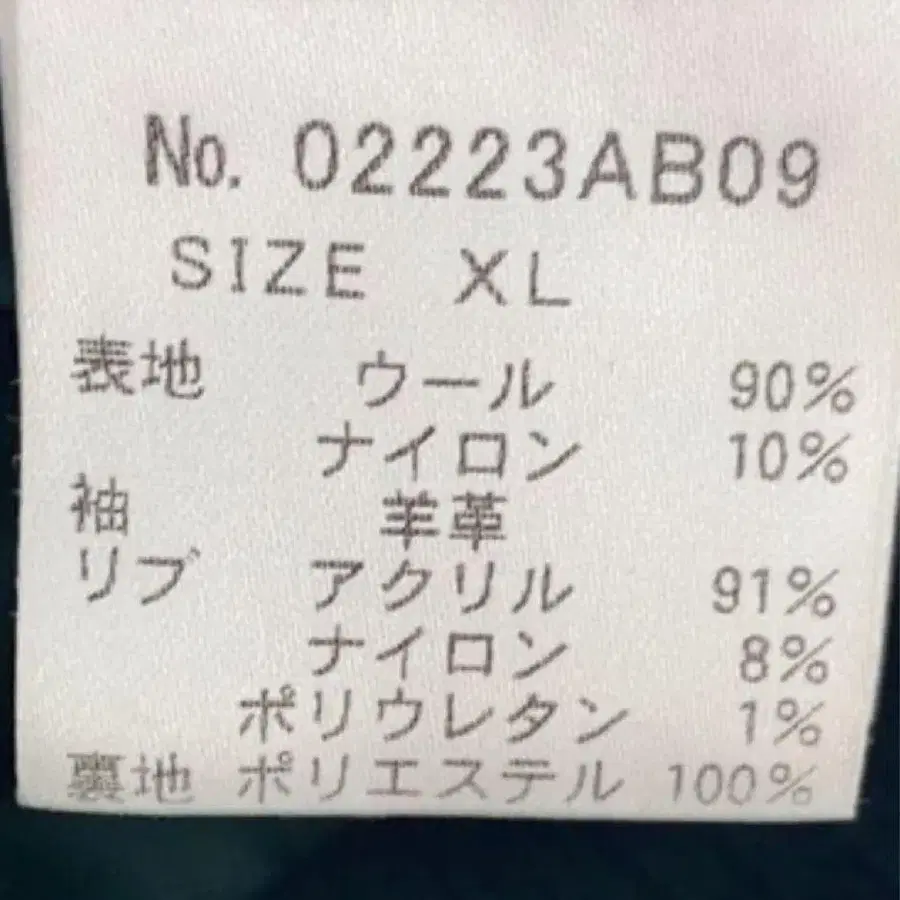 No. 02223AB09
SIZE XL
表地 ウール 90%
ナイロン 10%
袖 羊革
リブ アクリル 91%
ナイロン 8%
ポリウレタン 1%
裏地 ポリエステル 100%